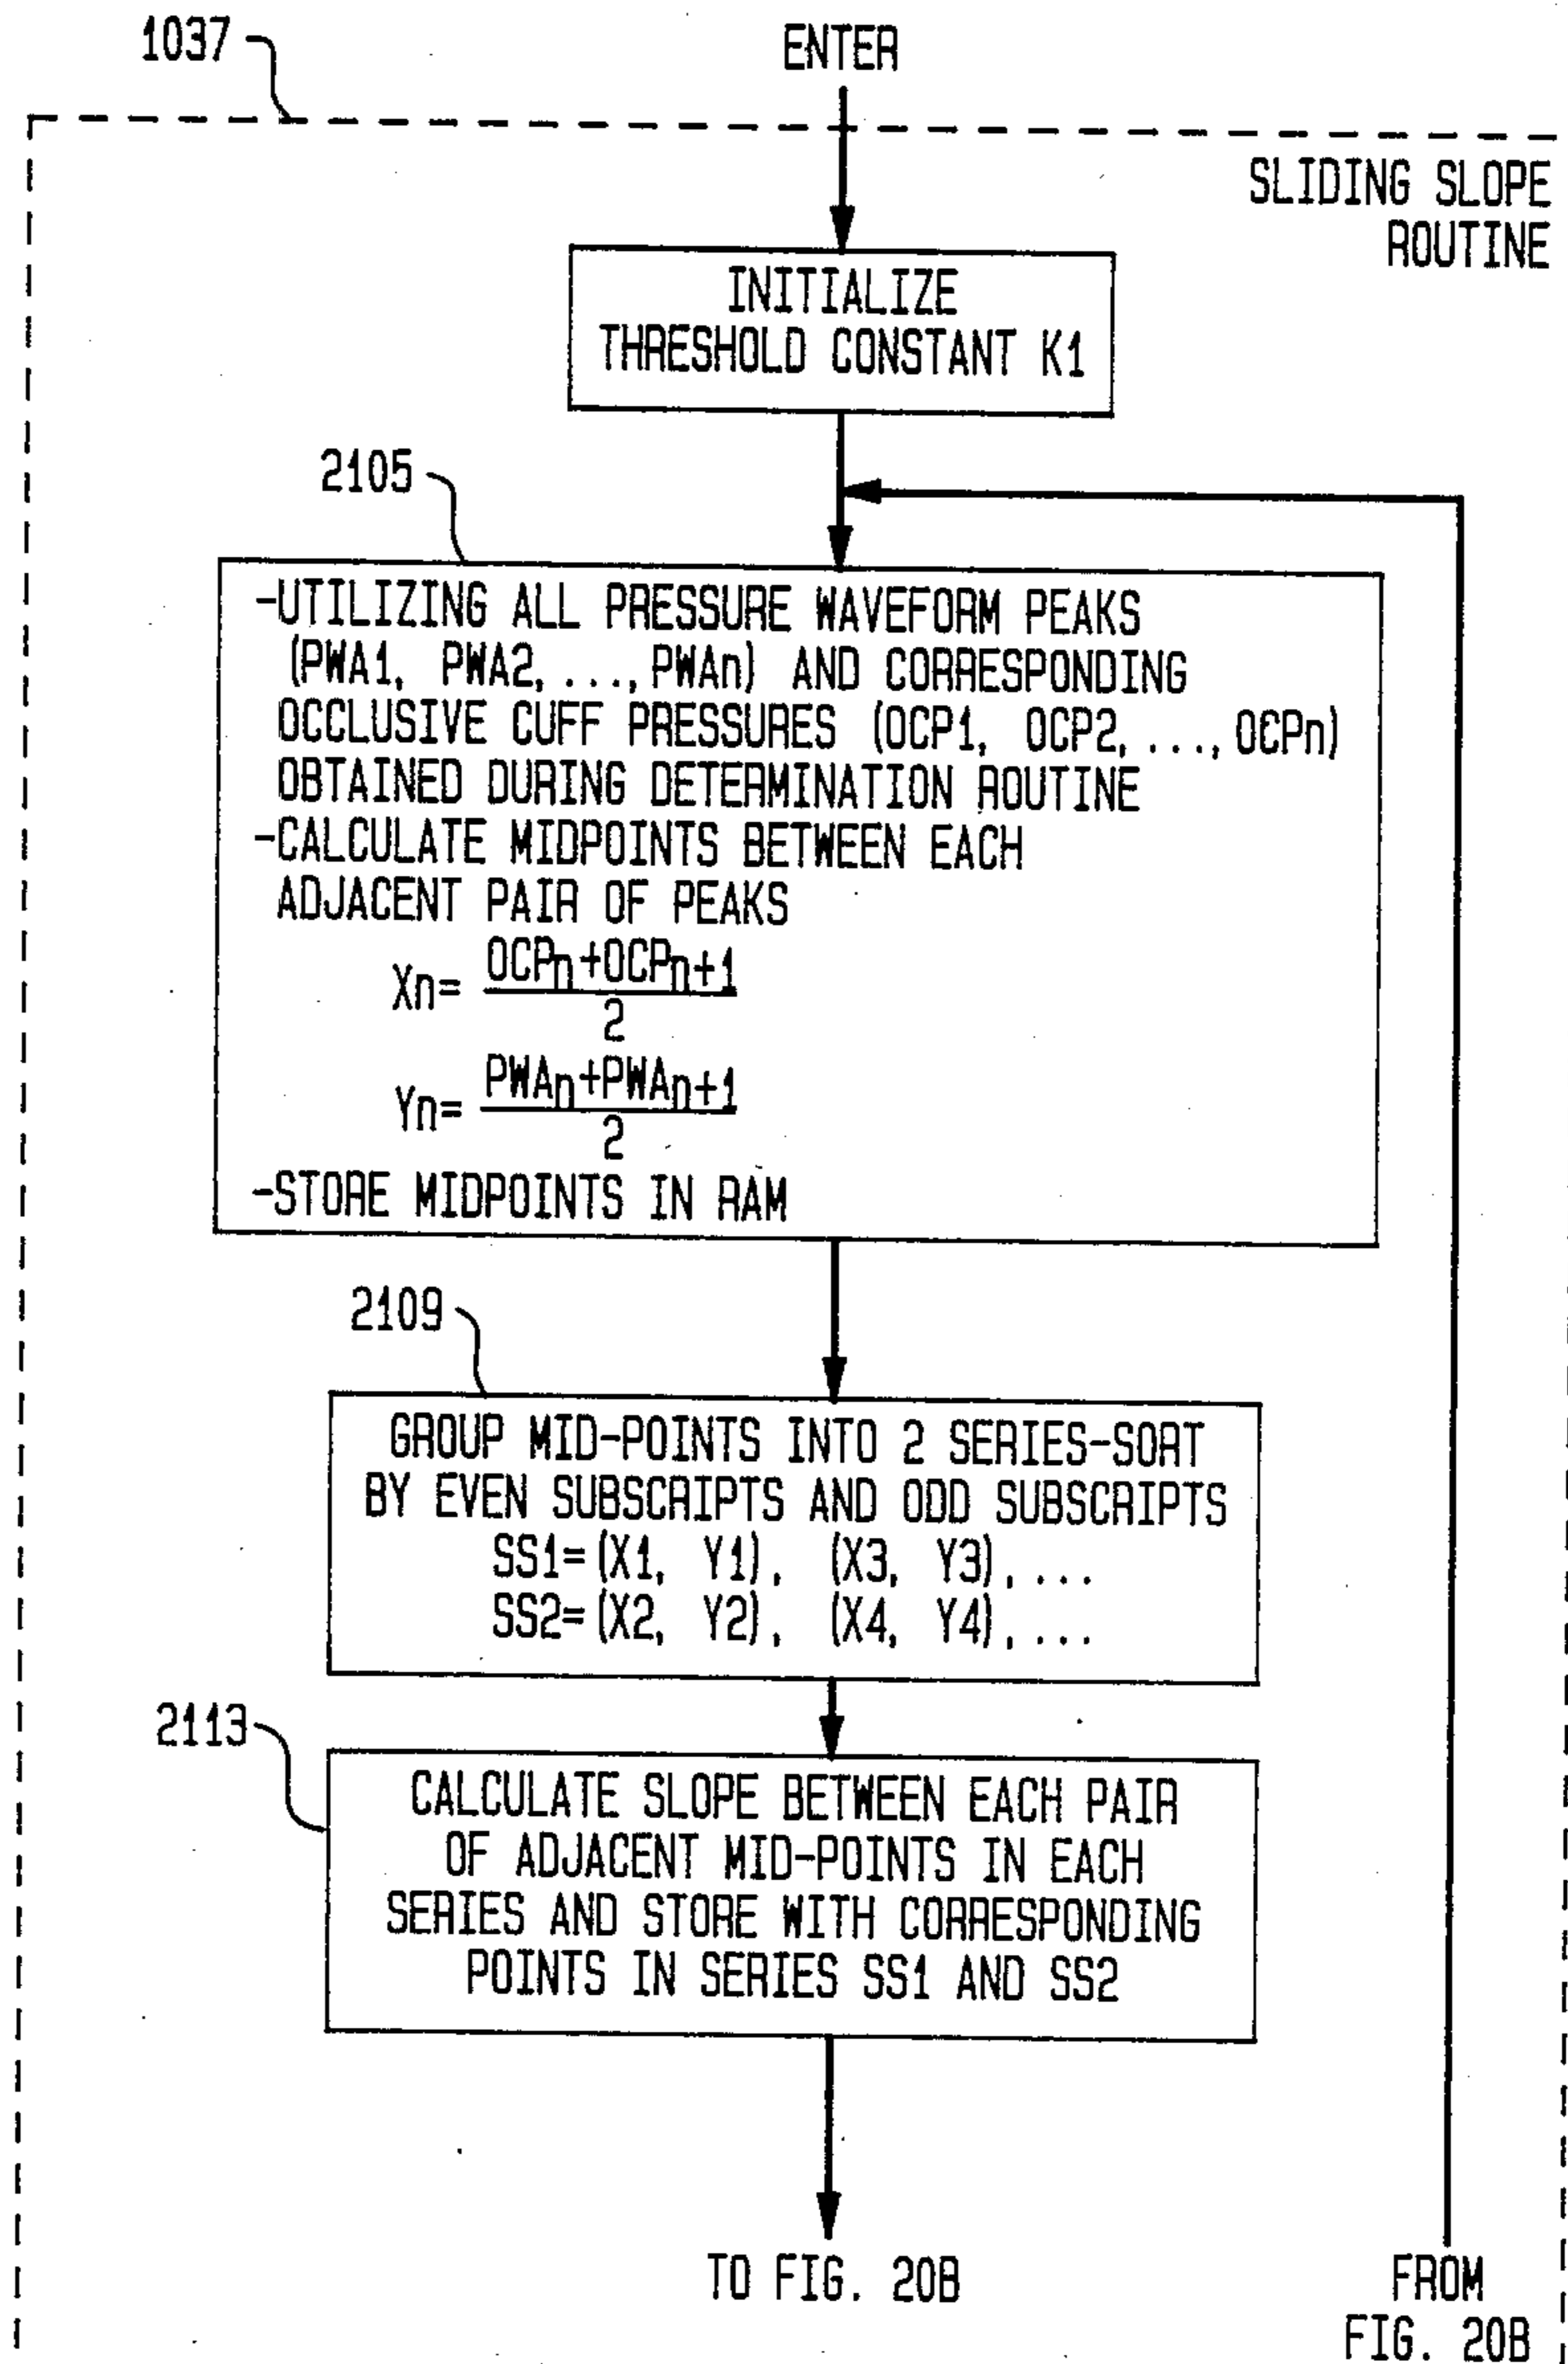 1037
ENTER
SLIDING SLOPE
ROUTINE
INITIALIZE
THRESHOLD CONSTANT K1
2105
-UTILIZING ALL PRESSURE WAVEFORM PEAKS
(PWA1, PWA2, ..., PWAn) AND CORRESPONDING
OCCLUSIVE CUFF PRESSURES (OCP1, OCP2, ..., OCPn)
OBTAINED DURING DETERMINATION ROUTINE
-CALCULATE MIDPOINTS BETWEEN EACH
ADJACENT PAIR OF PEAKS
Xn= OCPn+OCPn+1
2
Yn= PWAn+PWAn+1
2
-STORE MIDPOINTS IN RAM
2109
GROUP MID-POINTS INTO 2 SERIES-SORT
BY EVEN SUBSCRIPTS AND ODD SUBSCRIPTS
SS1=(X1, Y1), (X3, Y3), ...
SS2=(X2, Y2), (X4, Y4), ...
2113
CALCULATE SLOPE BETWEEN EACH PAIR
OF ADJACENT MID-POINTS IN EACH
SERIES AND STORE WITH CORRESPONDING
POINTS IN SERIES SS1 AND SS2
TO FIG. 20B
FROM
FIG. 20B